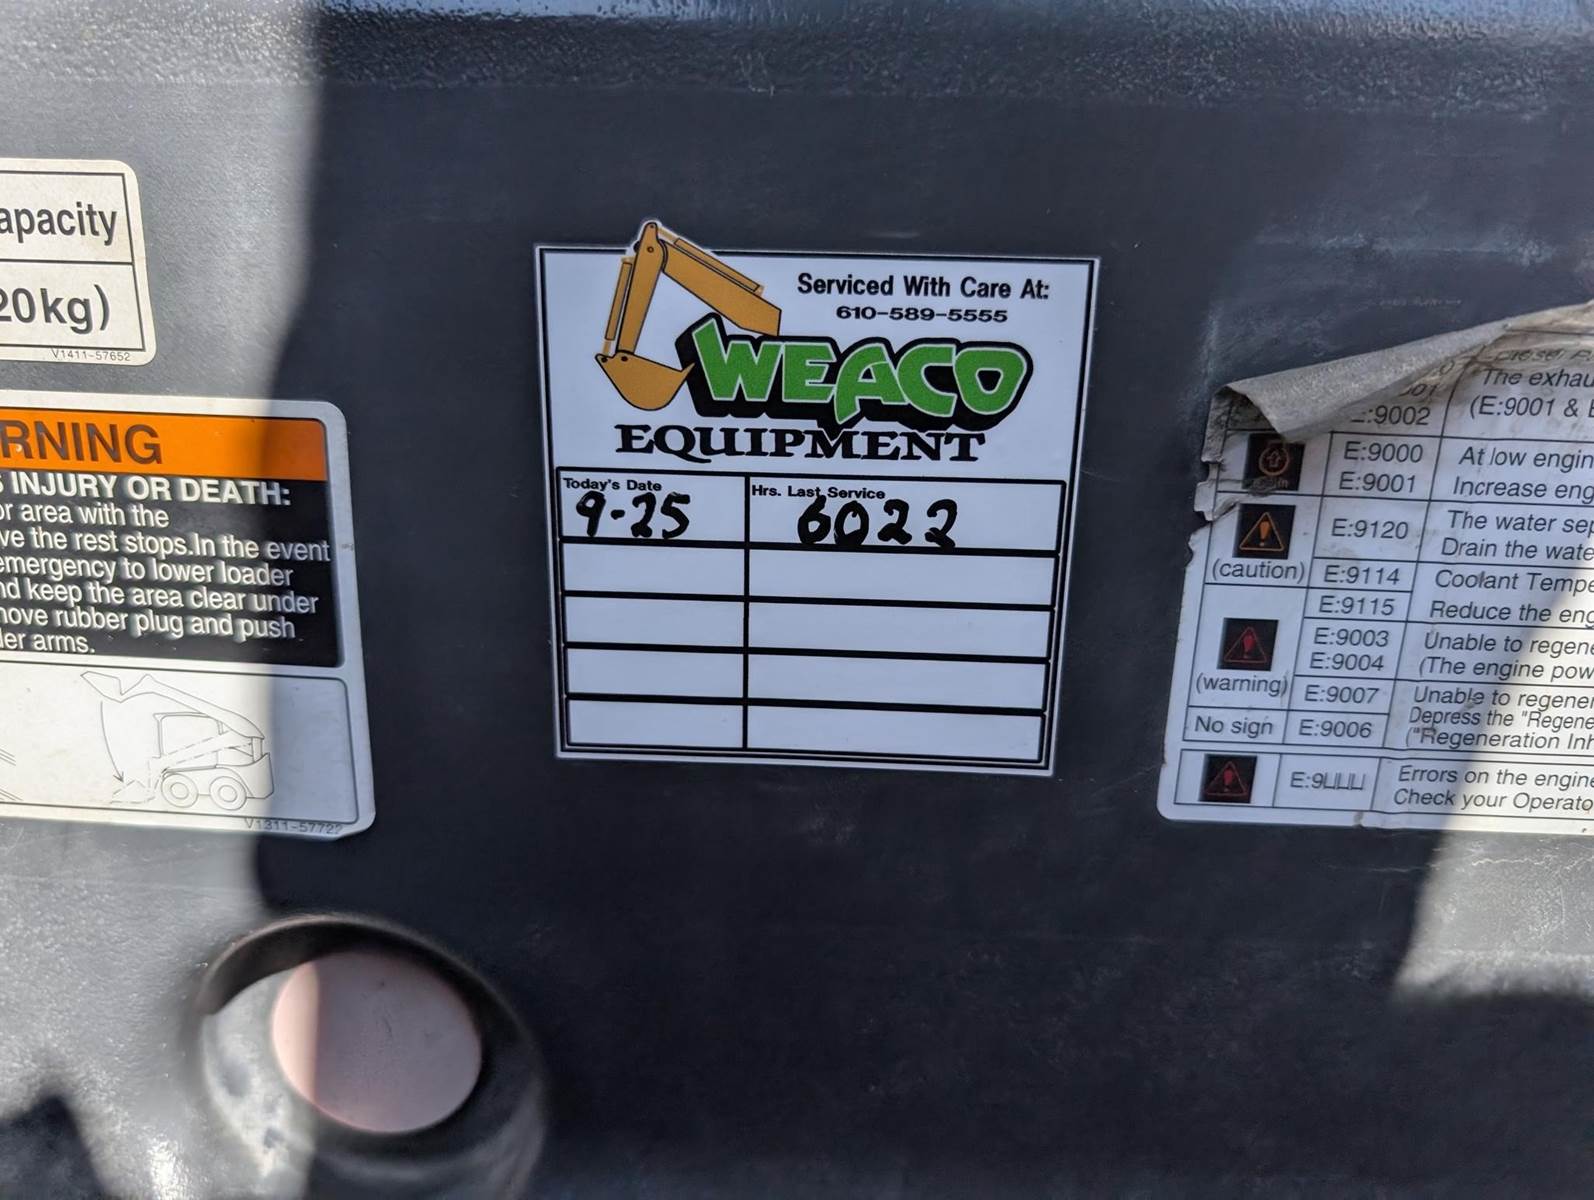 apacity
20kg)
V1411-57652
RNING
INJURY OR DEATH:
or area with the
ve the rest stops.In the event
emergency to lower loader
nd keep the area clear under
move rubber plug and push
der arms.
V1311-57722
Serviced With Care At:
610-589-5555
WEACO
EQUIPMENT
Today's Date Hrs. Last Service
9-25 6022
The exhau
E:9002 (E:9001 &
E:9000 At low engin
E:9001 Increase eng
E:9120 The water sep
Drain the wate
(caution) E:9114 Coolant Tempe
E:9115 Reduce the eng
E:9003 Unable to regene
E:9004 (The engine pow
(warning) E:9007 Unable to regener
Depress the "Regene
No sign E:9006 ("Regeneration Inh
E:9⊔⊔⊔ Errors on the engine
Check your Operato